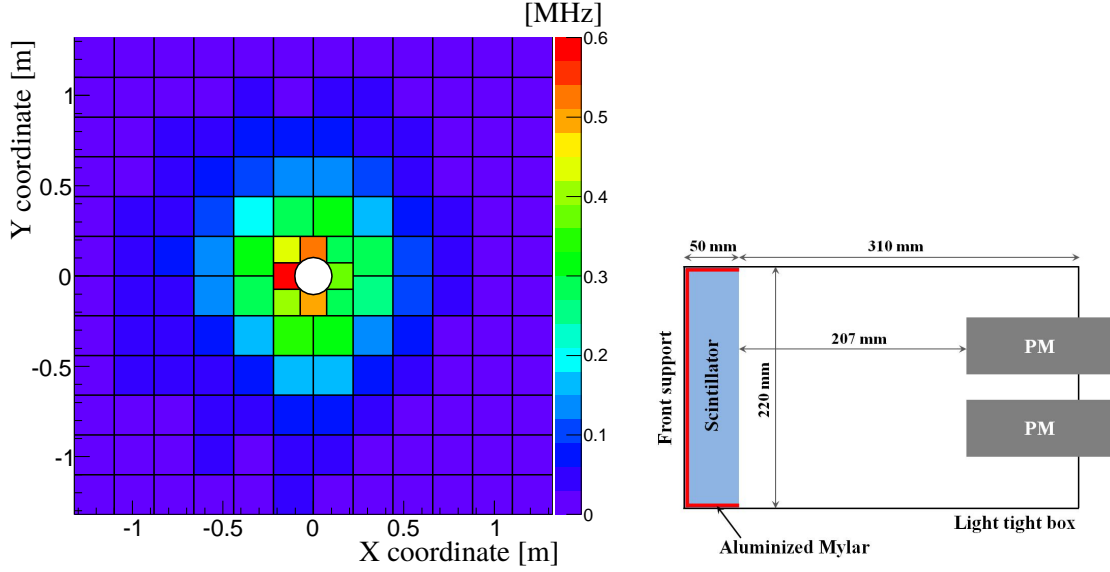 [MHz]
Y coordinate [m]
1
0.5
0
-0.5
-1
-1
-0.5
0
0.5
1
X coordinate [m]
0.6
0.5
0.4
0.3
0.2
0.1
0
50 mm
310 mm
Front support
Scintillator
220 mm
207 mm
PM
PM
Light tight box
Aluminized Mylar